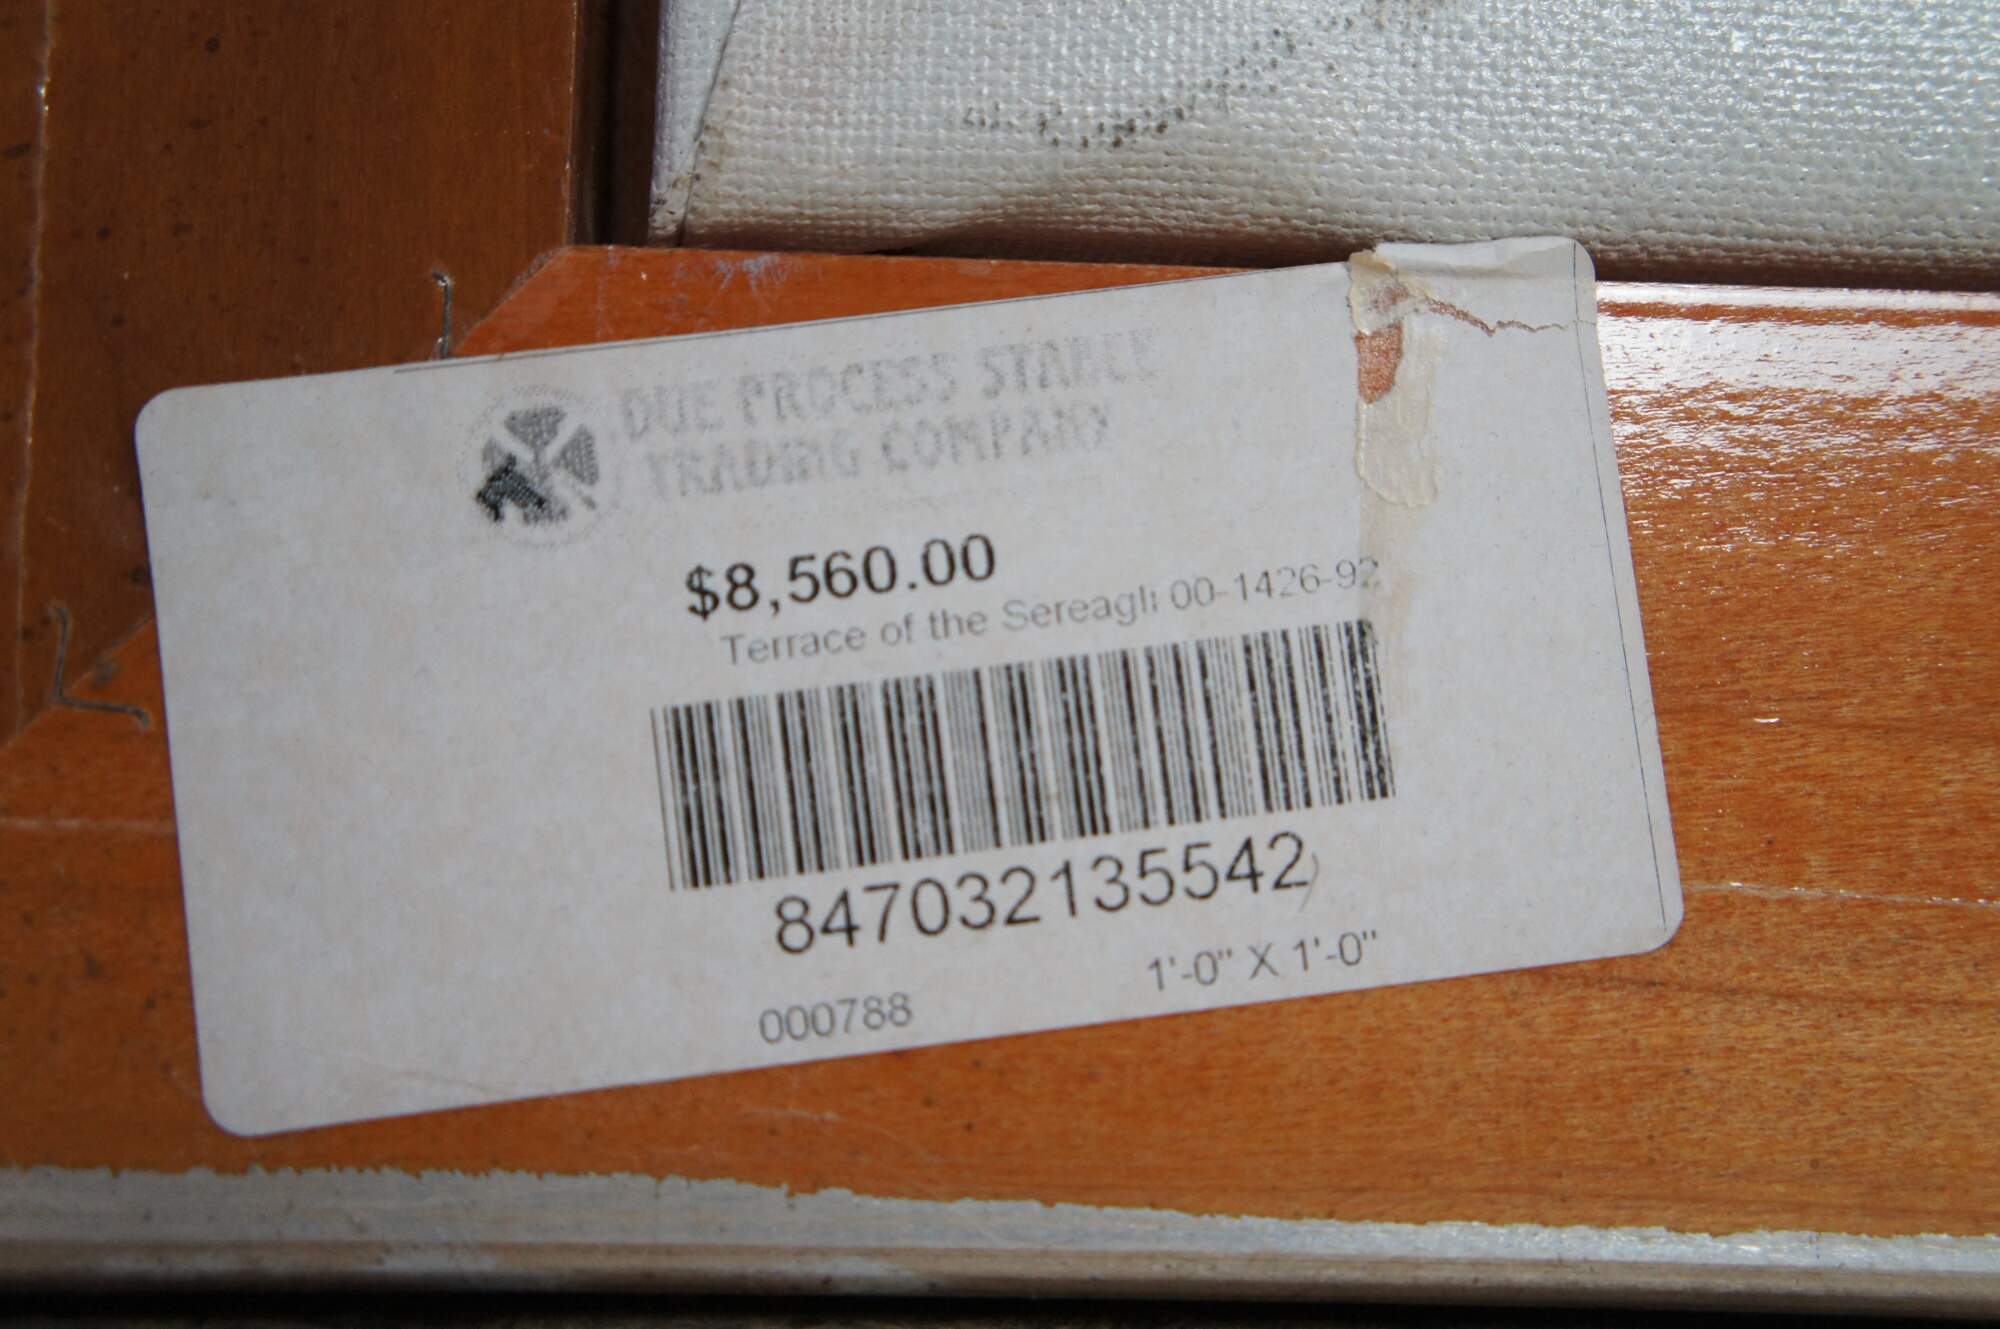 DUE PROCESS STABLE
TRADING COMPANY
$8,560.00
Terrace of the Sereagli 00-1426-92
847032135542
000788
1'-0" X 1'-0"